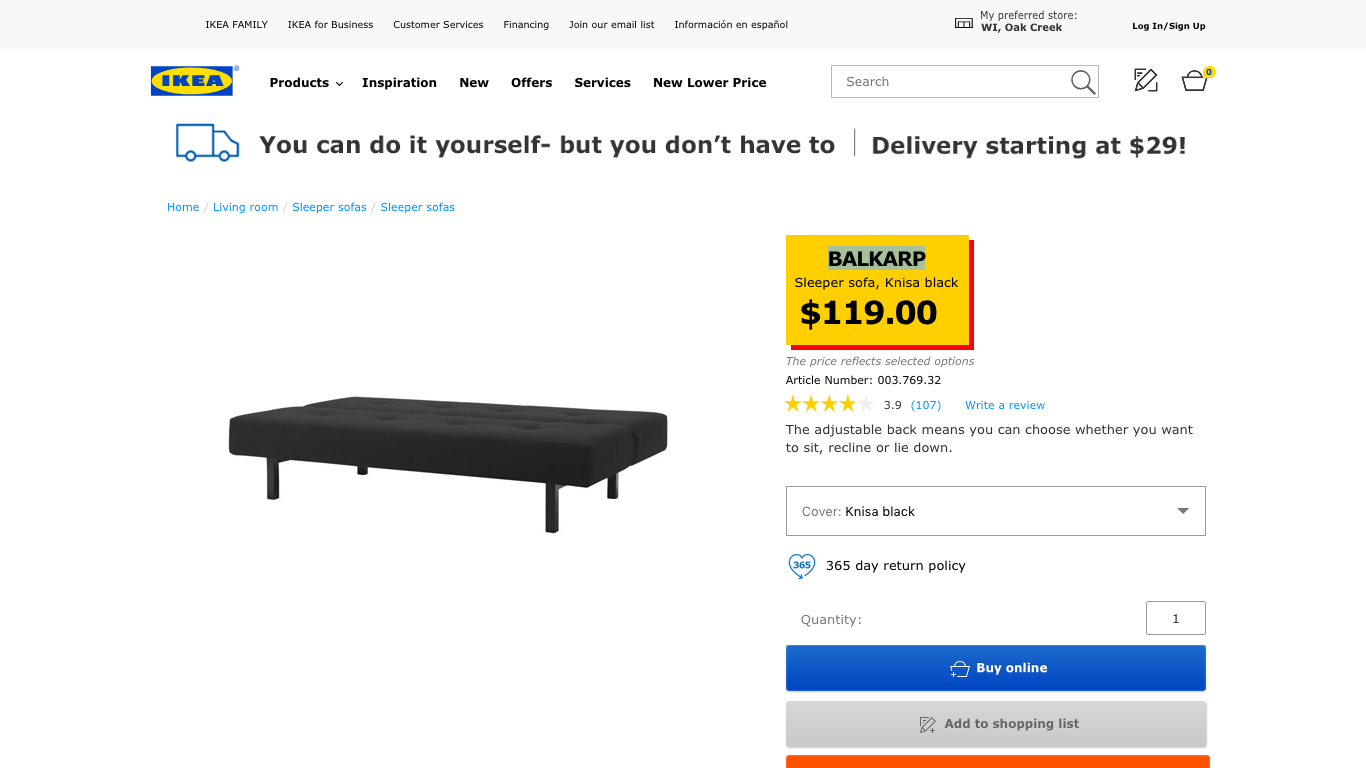 IKEA FAMILY IKEA for Business Customer Services Financing Join our email list Información en español
My preferred store:
WI, Oak Creek
Log In/Sign Up
IKEA®
Products Inspiration New Offers Services New Lower Price
Search
0
You can do it yourself- but you don’t have to | Delivery starting at $29!
Home / Living room / Sleeper sofas / Sleeper sofas
BALKARP
Sleeper sofa, Knisa black
$119.00
The price reflects selected options
Article Number: 003.769.32
3.9 (107) Write a review
The adjustable back means you can choose whether you want
to sit, recline or lie down.
Cover: Knisa black
365 365 day return policy
Quantity: 1
Buy online
Add to shopping list